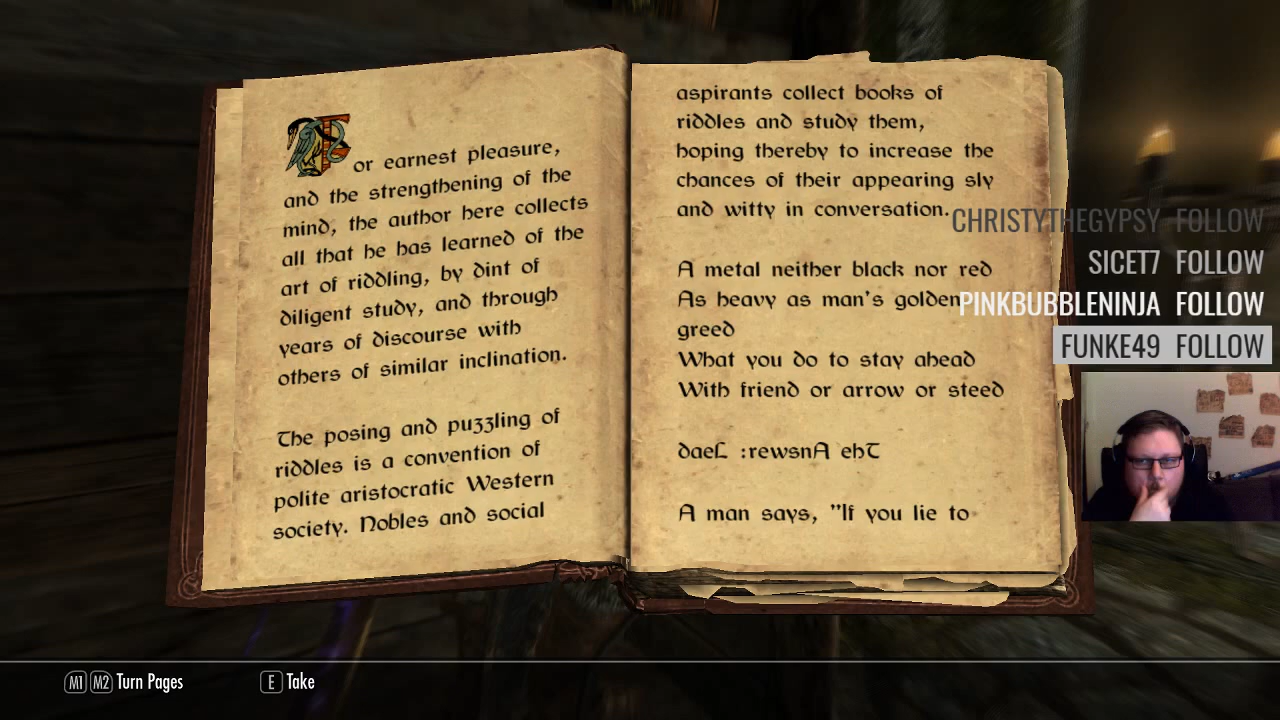 For earnest pleasure,
and the strengthening of the
mind, the author here collects
all that he has learned of the
art of riddling, by dint of
diligent study, and through
years of discourse with
others of similar inclination.
The posing and puzzling of
riddles is a convention of
polite aristocratic Western
society. Nobles and social
aspirants collect books of
riddles and study them,
hoping thereby to increase the
chances of their appearing sly
and witty in conversation.
A metal neither black nor red
As heavy as man's golden
greed
What you do to stay ahead
With friend or arrow or steed
daeL :rewsnA ehT
A man says, "If you lie to
CHRISTYTHEGYPSY FOLLOW
SICET7 FOLLOW
PINKBUBBLENINJA FOLLOW
FUNKE49 FOLLOW
M1 M2 Turn Pages
E Take